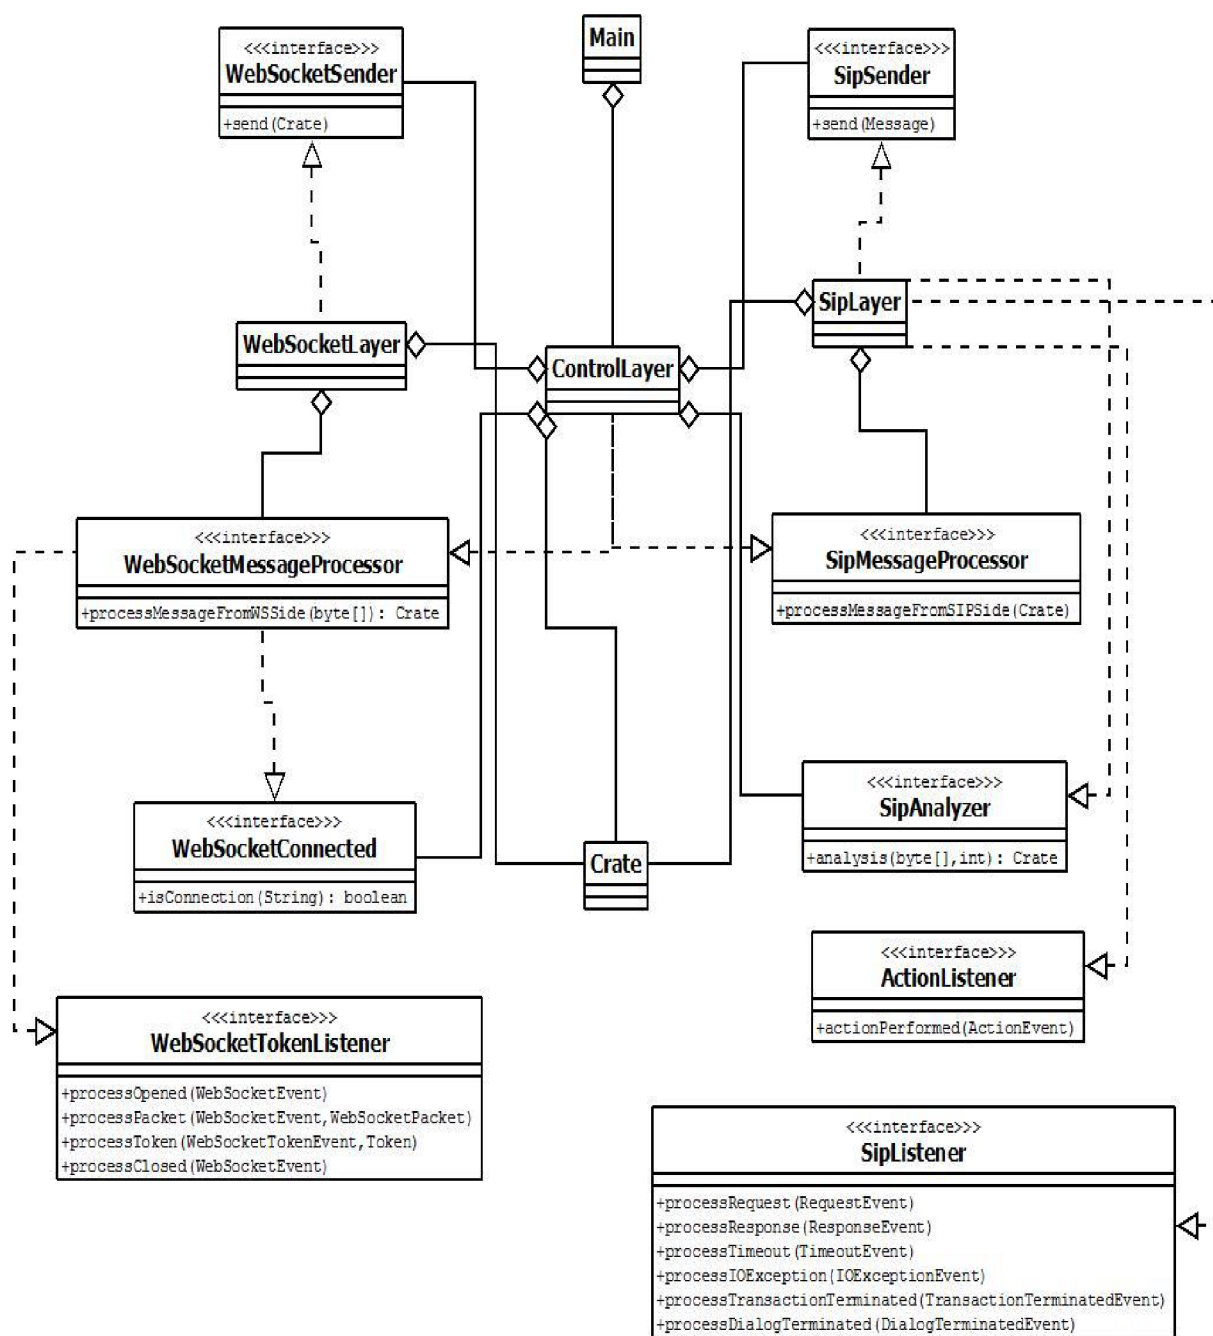 <<<interface>>>
WebSocketSender
+send(Crate)
Main
<<<interface>>>
SipSender
+send(Message)
WebSocketLayer
ControlLayer
SipLayer
<<<interface>>>
WebSocketMessageProcessor
+processMessageFromWSSide(byte[]): Crate
<<<interface>>>
SipMessageProcessor
+processMessageFromSIPSide(Crate)
<<<interface>>>
WebSocketConnected
+isConnection(String): boolean
Crate
<<<interface>>>
SipAnalyzer
+analysis(byte[],int): Crate
<<<interface>>>
ActionListener
+actionPerformed(ActionEvent)
<<<interface>>>
WebSocketTokenListener
+processOpened(WebSocketEvent)
+processPacket(WebSocketEvent,WebSocketPacket)
+processToken(WebSocketTokenEvent,Token)
+processClosed(WebSocketEvent)
<<<interface>>>
SipListener
+processRequest(RequestEvent)
+processResponse(ResponseEvent)
+processTimeout(TimeoutEvent)
+processIOException(IOExceptionEvent)
+processTransactionTerminated(TransactionTerminatedEvent)
+processDialogTerminated(DialogTerminatedEvent)